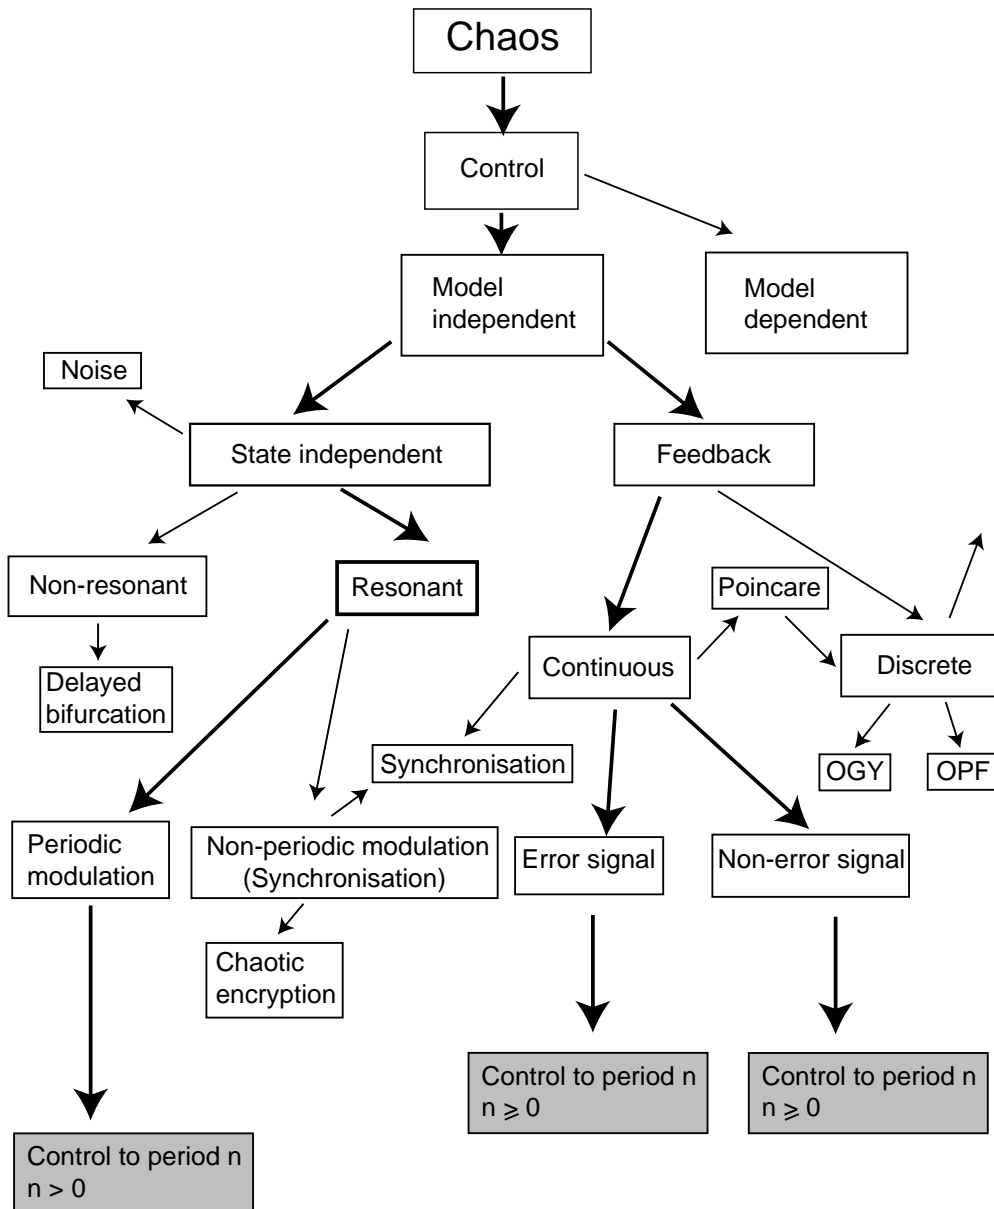 Chaos
Control
Model
independent
Model
dependent
Noise
State independent
Feedback
Non-resonant
Resonant
Poincare
Continuous
Discrete
Delayed
bifurcation
Synchronisation
OGY
OPF
Periodic
modulation
Non-periodic modulation
(Synchronisation)
Error signal
Non-error signal
Chaotic
encryption
Control to period n
n ⩾ 0
Control to period n
n ⩾ 0
Control to period n
n > 0